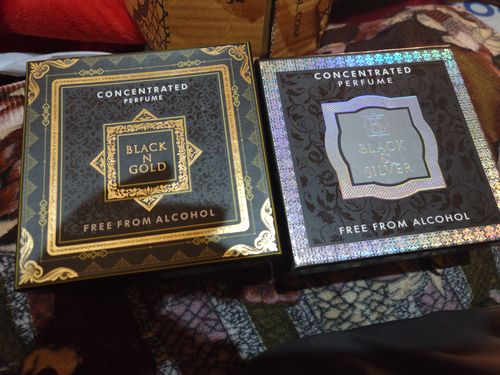 CONCENTRATED
PERFUME
BLACK
N
GOLD
FREE FROM ALCOHOL
CONCENTRATED
PERFUME
BLACK
SILVER
FREE FROM ALCOHOL